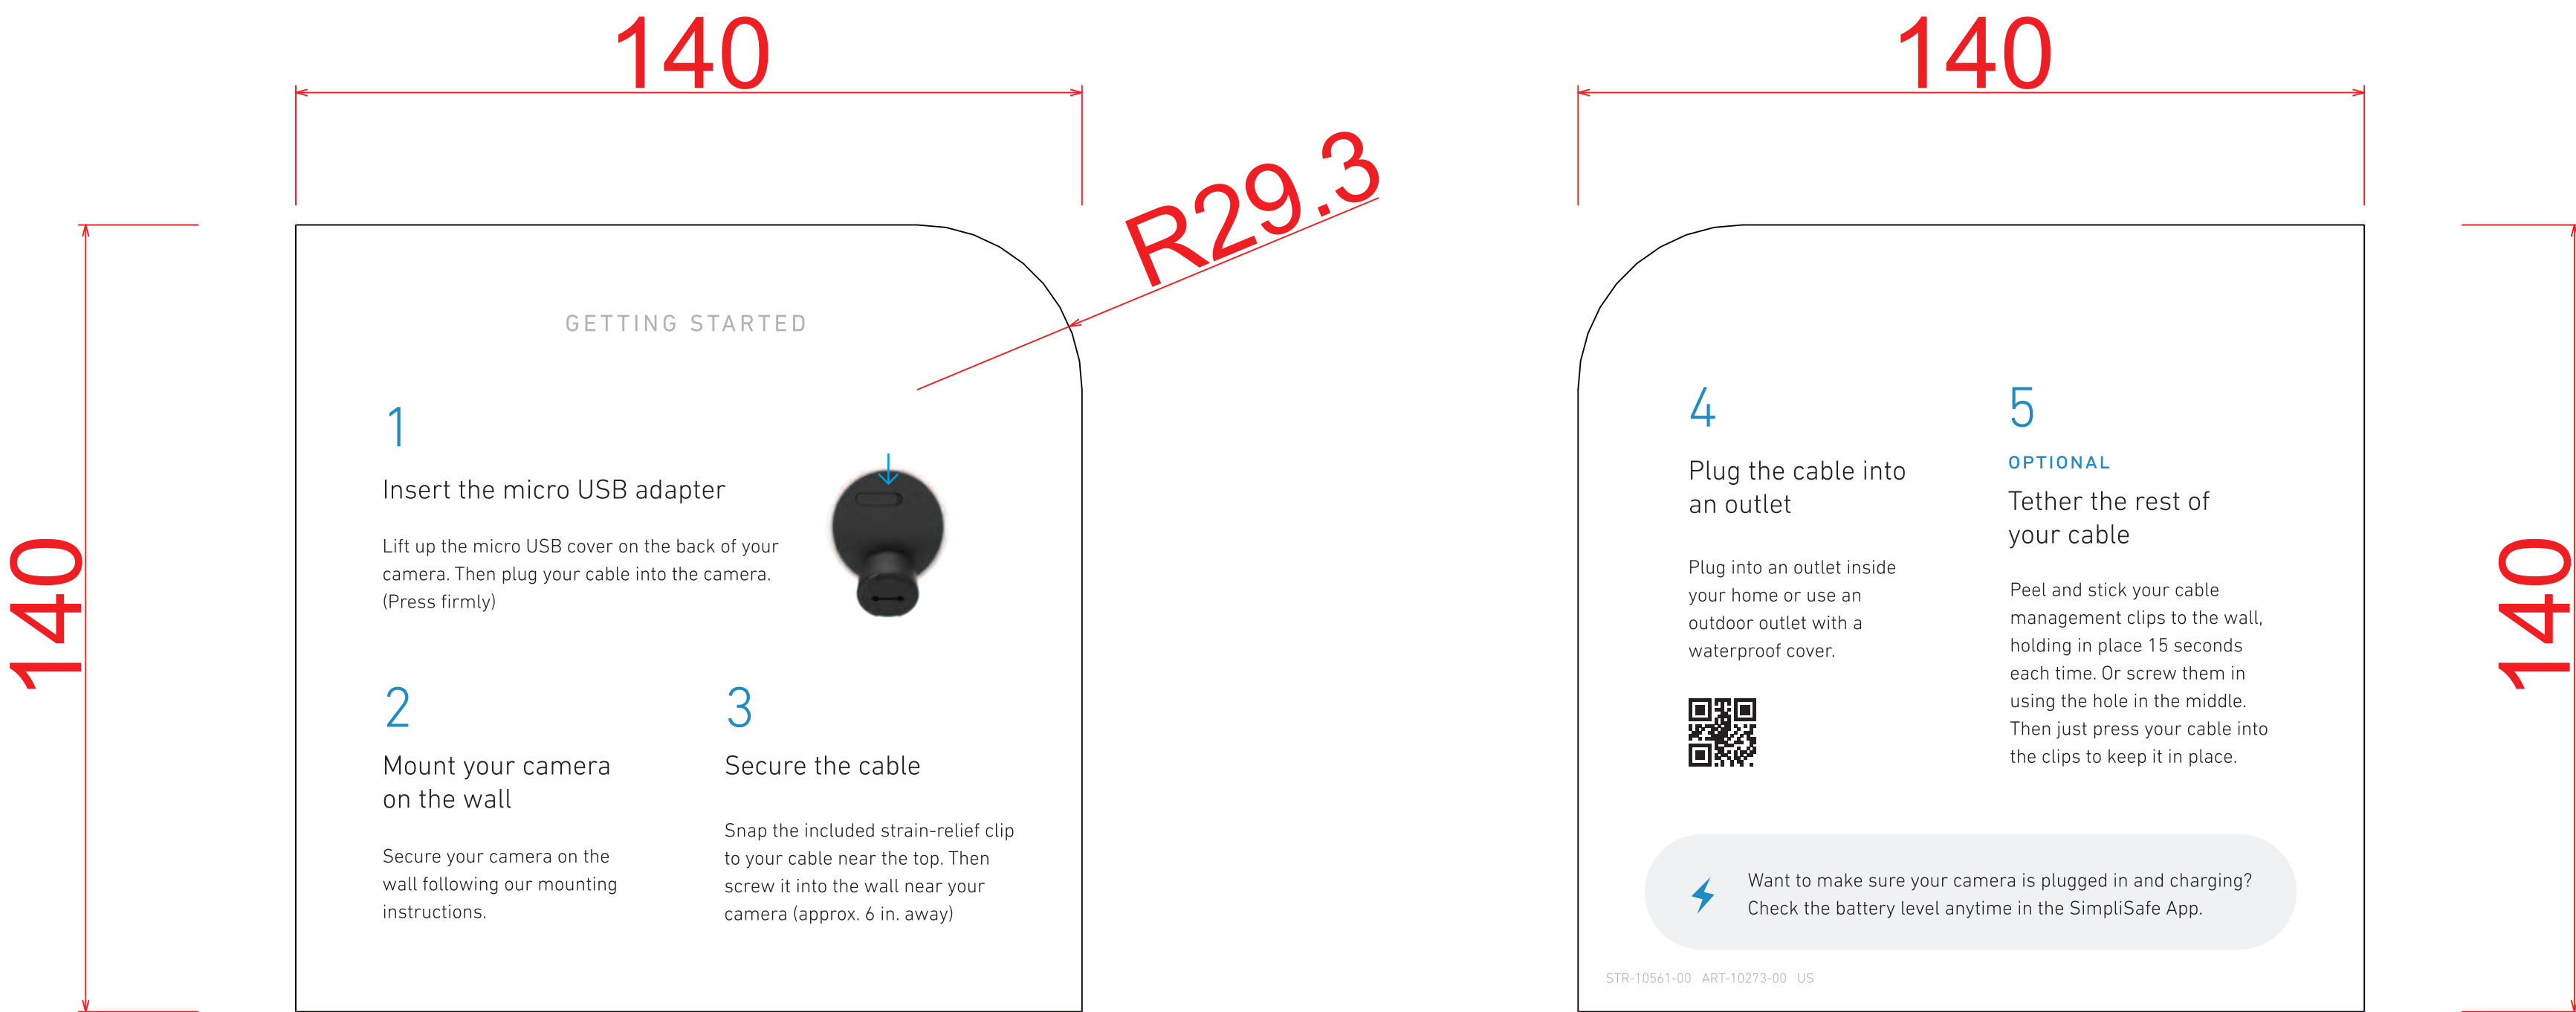 140
140
R29.3
140
140
GETTING STARTED
1
Insert the micro USB adapter
Lift up the micro USB cover on the back of your
camera. Then plug your cable into the camera.
(Press firmly)
2
Mount your camera
on the wall
Secure your camera on the
wall following our mounting
instructions.
3
Secure the cable
Snap the included strain-relief clip
to your cable near the top. Then
screw it into the wall near your
camera (approx. 6 in. away)
4
Plug the cable into
an outlet
Plug into an outlet inside
your home or use an
outdoor outlet with a
waterproof cover.
5
OPTIONAL
Tether the rest of
your cable
Peel and stick your cable
management clips to the wall,
holding in place 15 seconds
each time. Or screw them in
using the hole in the middle.
Then just press your cable into
the clips to keep it in place.
Want to make sure your camera is plugged in and charging?
Check the battery level anytime in the SimpliSafe App.
STR-10561-00 ART-10273-00 US